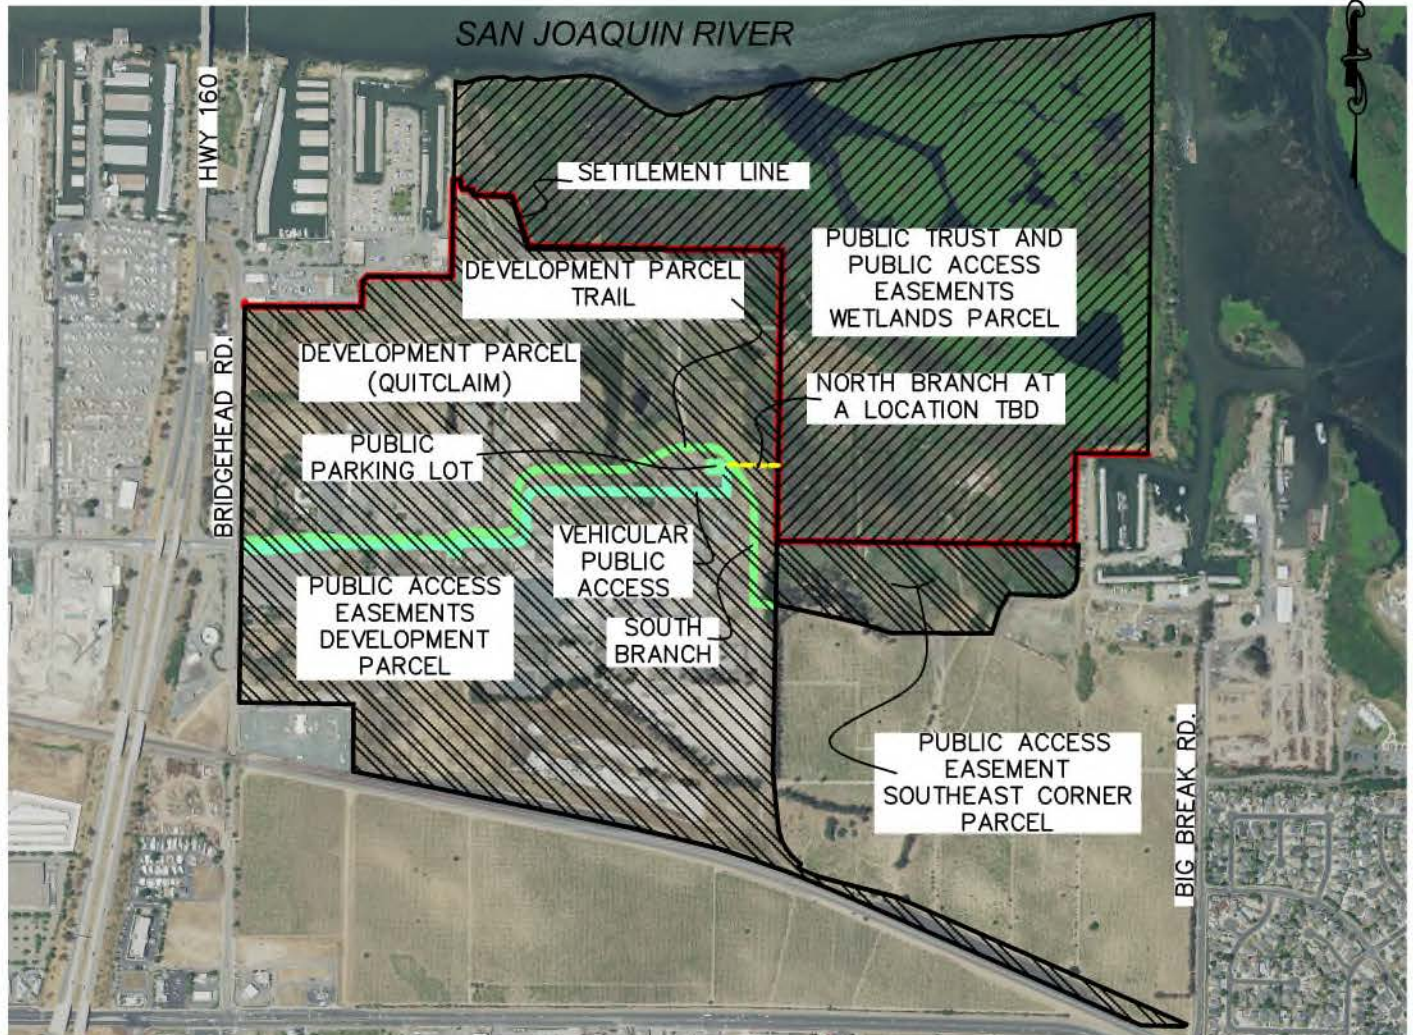 SAN JOAQUIN RIVER
HWY 160
SETTLEMENT LINE
PUBLIC TRUST AND
PUBLIC ACCESS
EASEMENTS
WETLANDS PARCEL
DEVELOPMENT PARCEL
TRAIL
DEVELOPMENT PARCEL
(QUITCLAIM)
BRIDGEHEAD RD.
NORTH BRANCH AT
A LOCATION TBD
PUBLIC
PARKING LOT
VEHICULAR
PUBLIC
ACCESS
PUBLIC ACCESS
EASEMENTS
DEVELOPMENT
PARCEL
SOUTH
BRANCH
PUBLIC ACCESS
EASEMENT
SOUTHEAST CORNER
PARCEL
BIG BREAK RD.